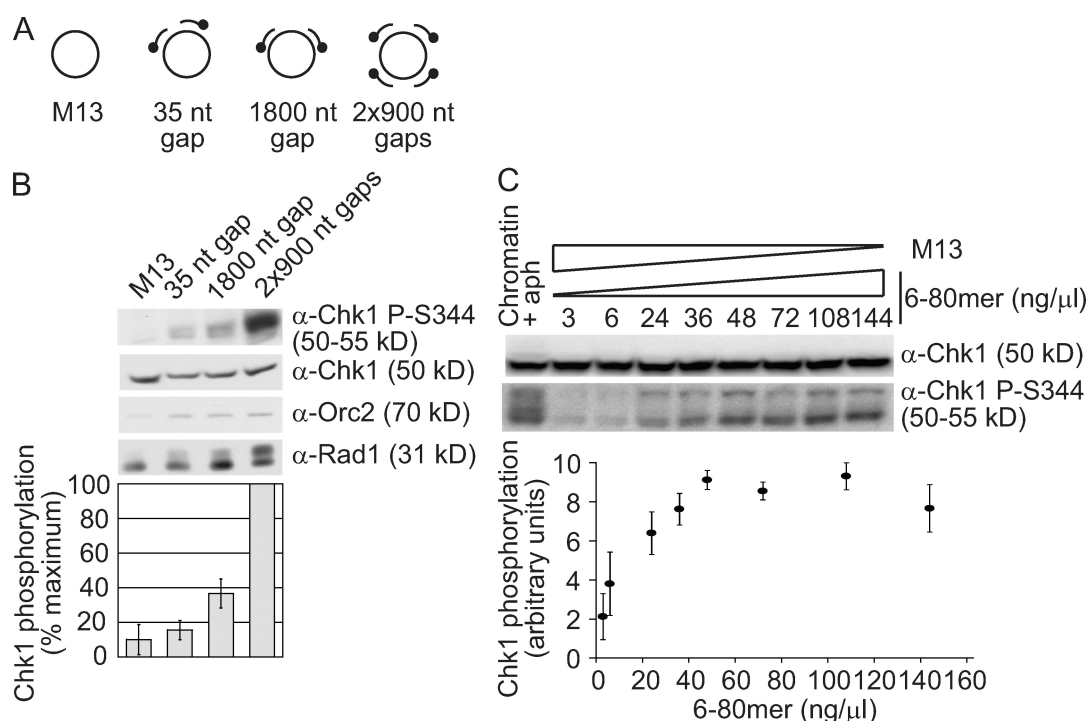 A
M13
35 nt gap
1800 nt gap
2x900 nt gaps
B
M13
35 nt gap
1800 nt gap
2x900 nt gaps
α-Chk1 P-S344
(50-55 kD)
α-Chk1 (50 kD)
α-Orc2 (70 kD)
α-Rad1 (31 kD)
Chk1 phosphorylation
(% maximum)
100
80
60
40
20
0
C
Chromatin
aph
M13
6-80mer (ng/µl)
+ 3 6 24 36 48 72 108 144
α-Chk1 (50 kD)
α-Chk1 P-S344
(50-55 kD)
Chk1 phosphorylation
(arbitrary units)
10
8
6
4
2
0
0 20 40 60 80 100 120 140 160
6-80mer (ng/µl)